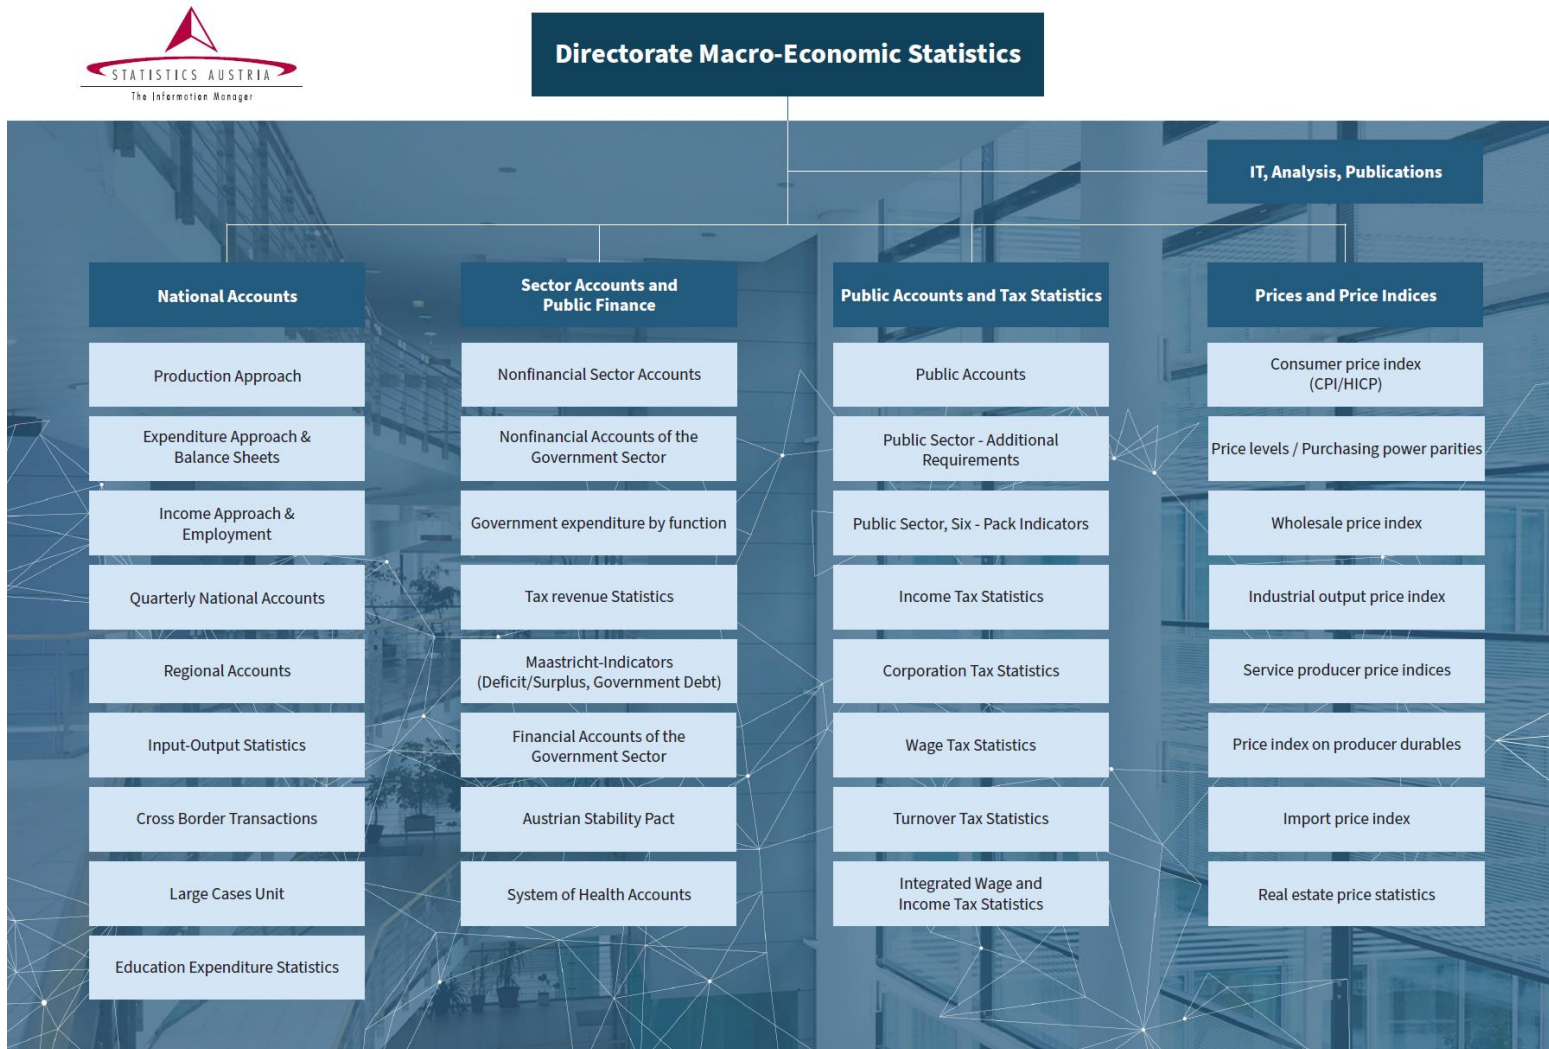 STATISTICS AUSTRIA
The Information Manager
Directorate Macro-Economic Statistics
IT, Analysis, Publications
National Accounts
Production Approach
Expenditure Approach &
Balance Sheets
Income Approach &
Employment
Quarterly National Accounts
Regional Accounts
Input-Output Statistics
Cross Border Transactions
Large Cases Unit
Education Expenditure Statistics
Sector Accounts and
Public Finance
Nonfinancial Sector Accounts
Nonfinancial Accounts of the
Government Sector
Government expenditure by function
Tax revenue Statistics
Maastricht-Indicators
(Deficit/Surplus, Government Debt)
Financial Accounts of the
Government Sector
Austrian Stability Pact
System of Health Accounts
Public Accounts and Tax Statistics
Public Accounts
Public Sector - Additional
Requirements
Public Sector, Six - Pack Indicators
Income Tax Statistics
Corporation Tax Statistics
Wage Tax Statistics
Turnover Tax Statistics
Integrated Wage and
Income Tax Statistics
Prices and Price Indices
Consumer price index
(CPI/HICP)
Price levels / Purchasing power parities
Wholesale price index
Industrial output price index
Service producer price indices
Price index on producer durables
Import price index
Real estate price statistics